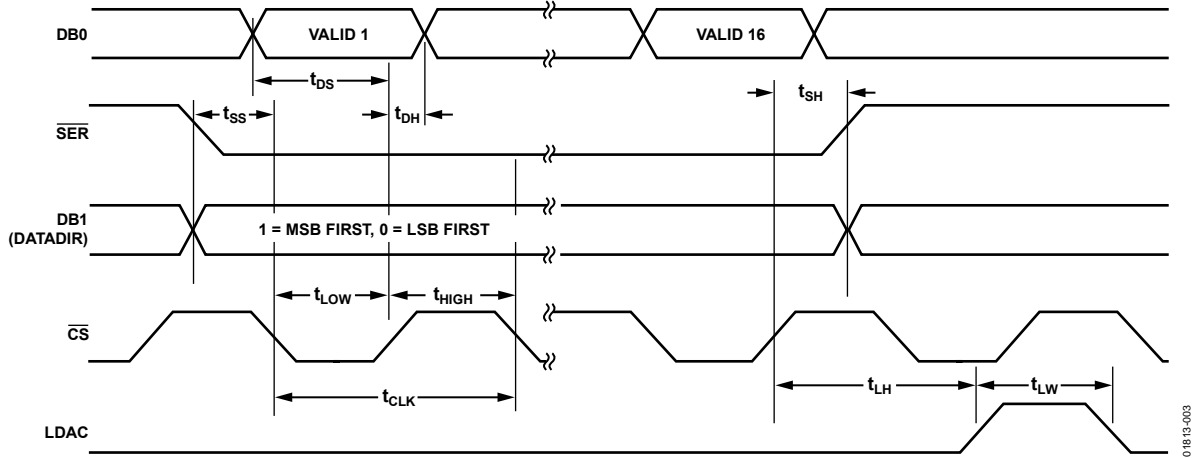 DB0
VALID 1
VALID 16
tDS
tSH
tSS
tDH
SER
DB1
(DATADIR)
1 = MSB FIRST, 0 = LSB FIRST
tLOW
tHIGH
CS
tCLK
tLH
tLW
LDAC
01813-003